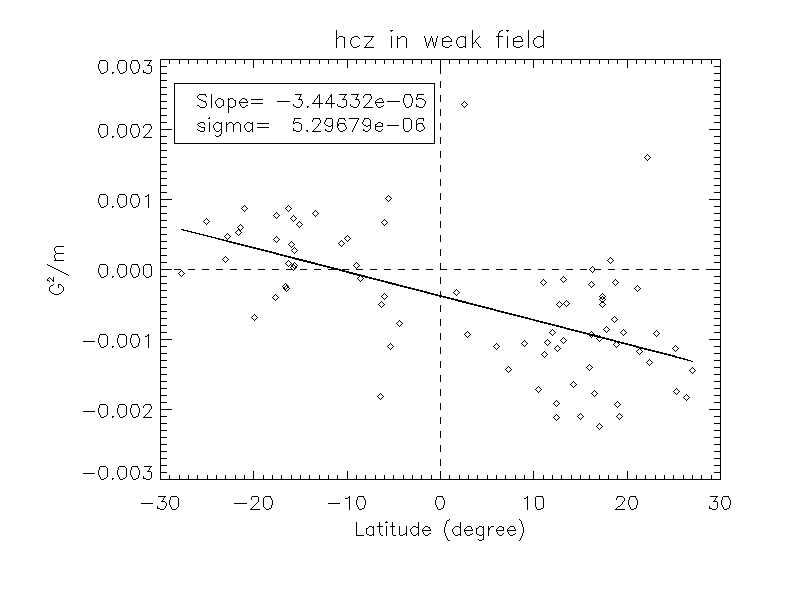 hcz in weak field
0.003
0.002
0.001
0.000
−0.001
−0.002
−0.003
G²/m
Slope= −3.44332e−05
sigma= 5.29679e−06
−30 −20 −10 0 10 20 30
Latitude (degree)